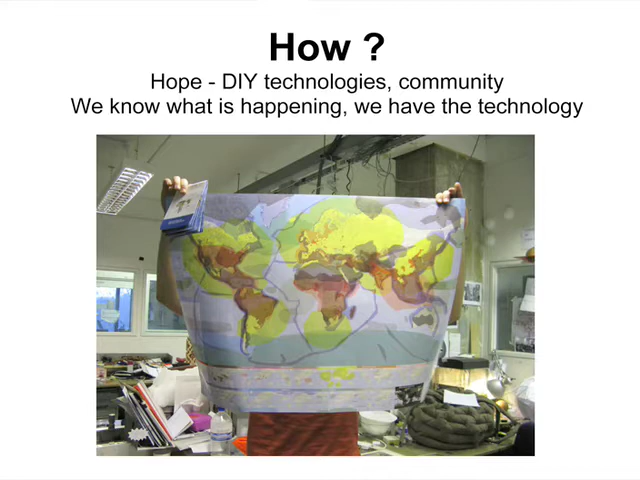 How ?
Hope - DIY technologies, community
We know what is happening, we have the technology